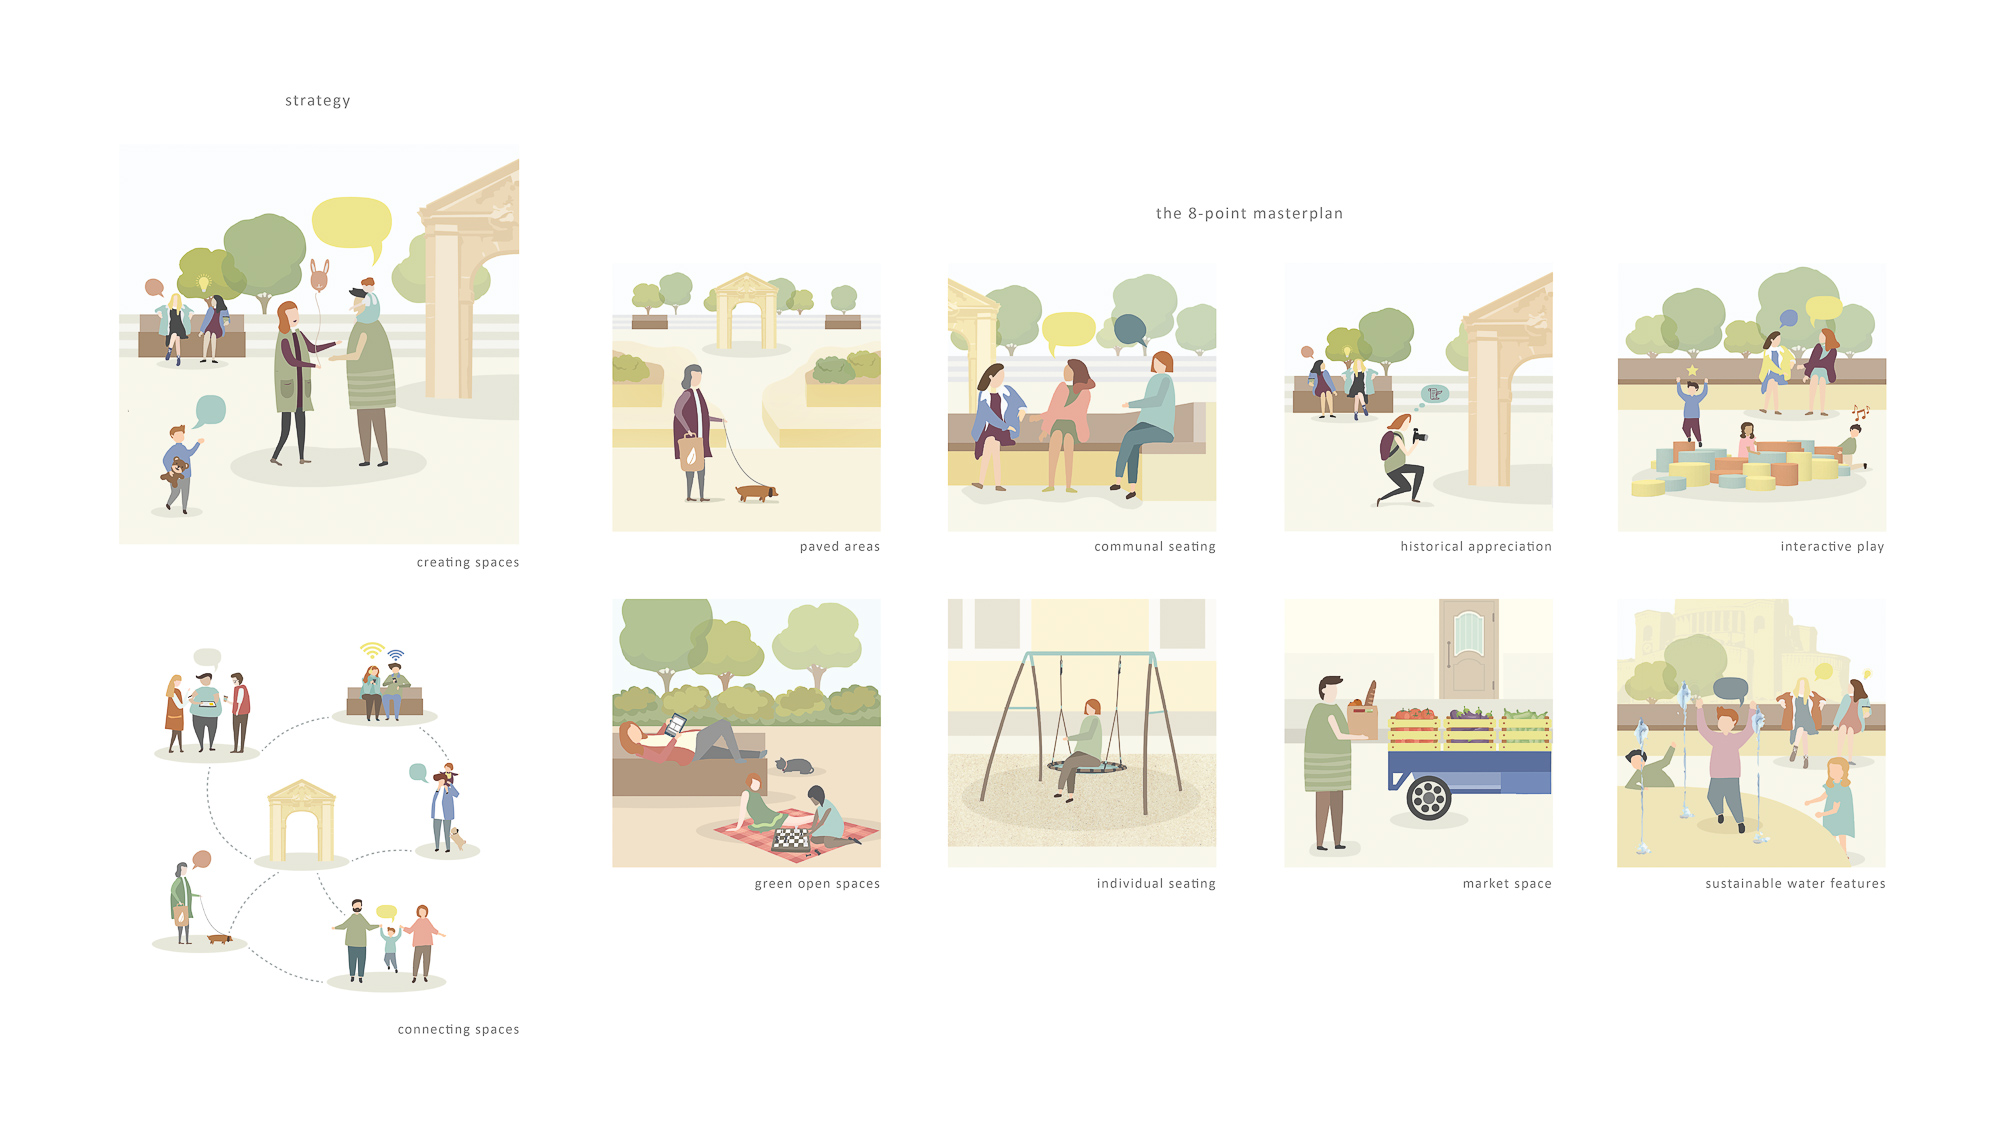 strategy
creating spaces
connecting spaces
the 8-point masterplan
paved areas
communal seating
historical appreciation
interactive play
green open spaces
individual seating
market space
sustainable water features